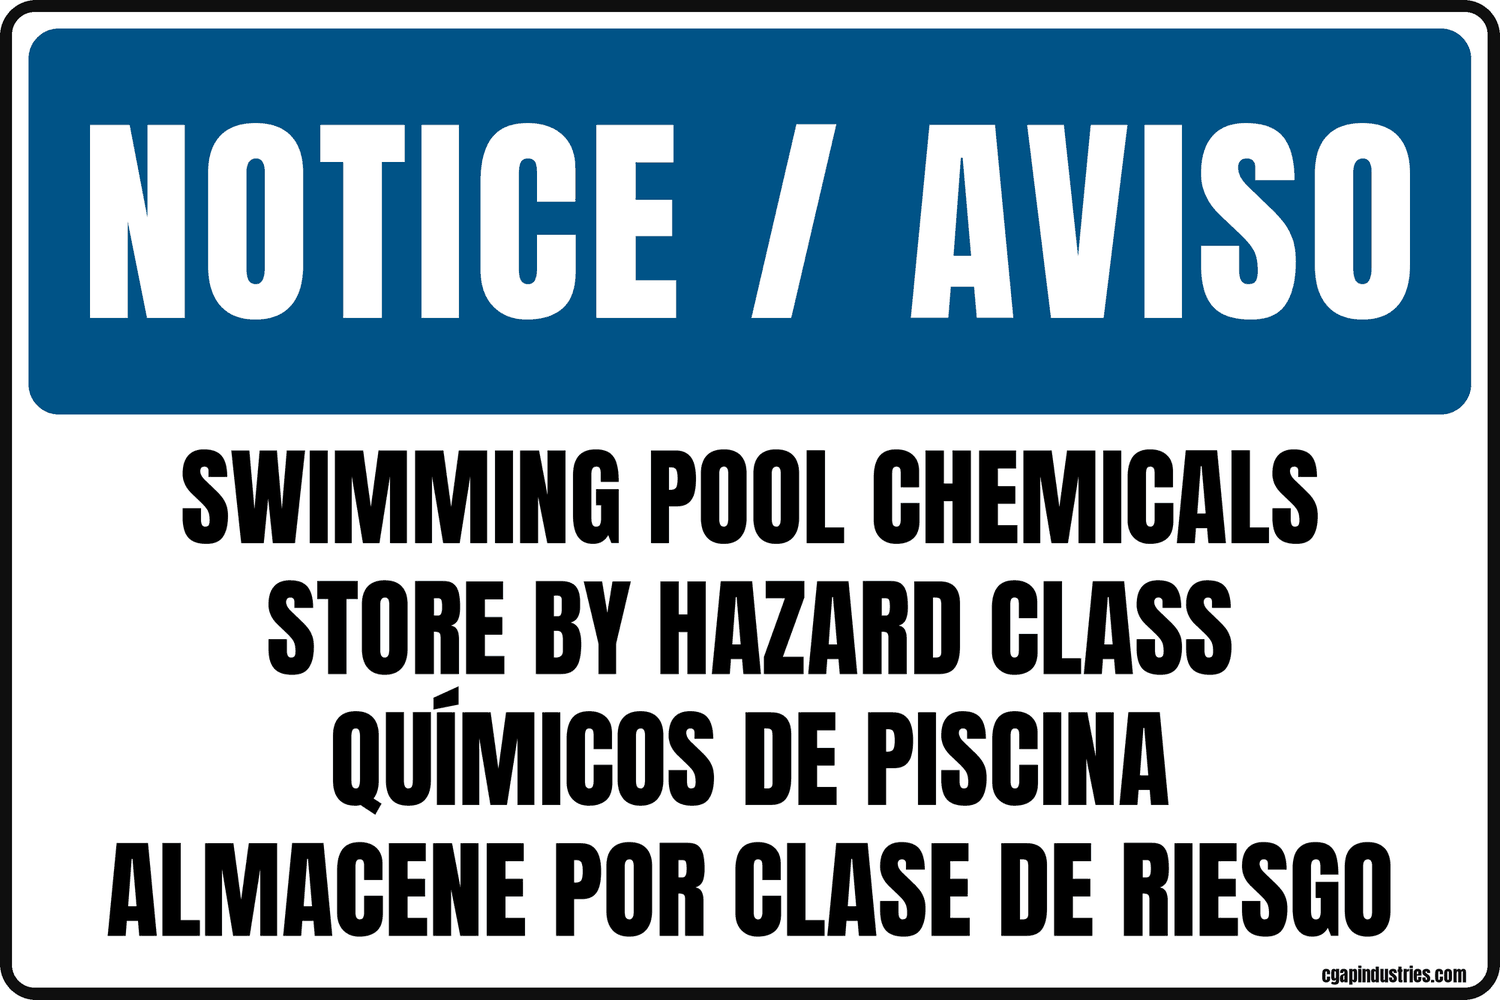 NOTICE / AVISO
SWIMMING POOL CHEMICALS
STORE BY HAZARD CLASS
QUÍMICOS DE PISCINA
ALMACENE POR CLASE DE RIESGO
cgapindustries.com